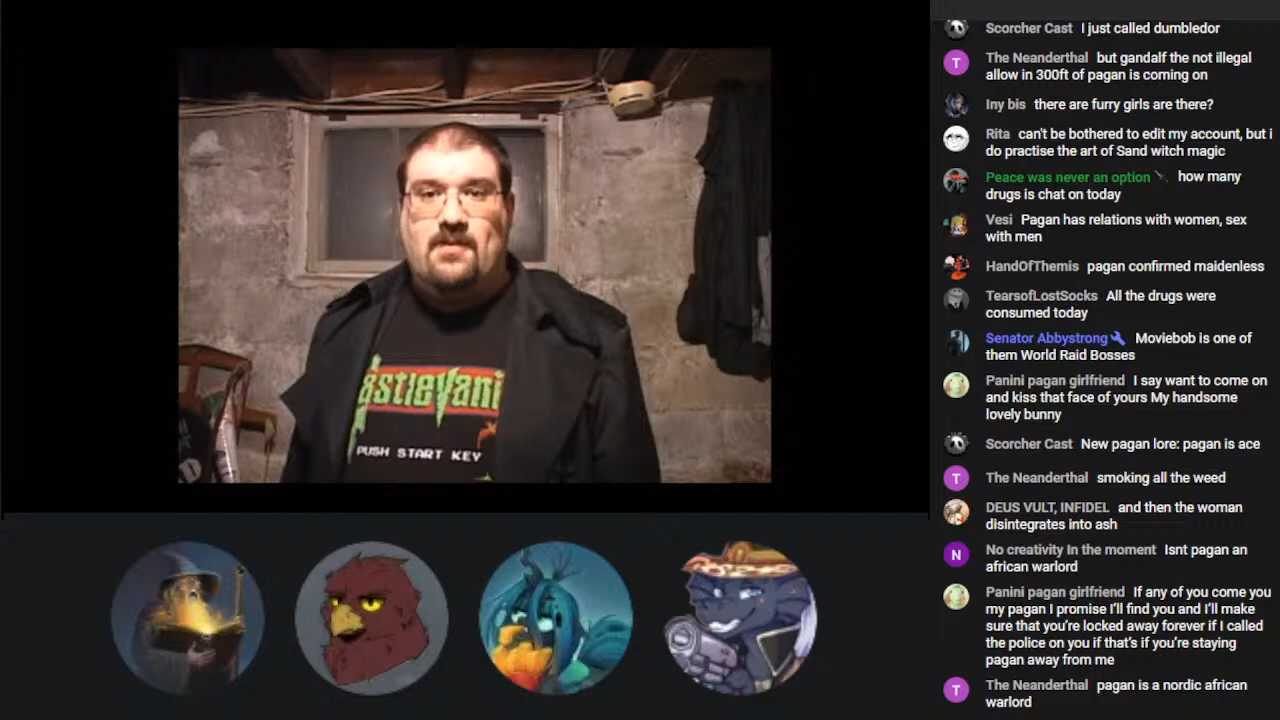 astlevani
PUSH START KEY
Scorcher Cast I just called dumbledor
The Neanderthal but gandalf the not illegal
allow in 300ft of pagan is coming on
Iny bis there are furry girls are there?
Rita can't be bothered to edit my account, but i
do practise the art of Sand witch magic
Peace was never an option how many
drugs is chat on today
Vesi Pagan has relations with women, sex
with men
HandOfThemis pagan confirmed maidenless
TearsofLostSocks All the drugs were
consumed today
Senator Abbystrong Moviebob is one of
them World Raid Bosses
Panini pagan girlfriend I say want to come on
and kiss that face of yours My handsome
lovely bunny
Scorcher Cast New pagan lore: pagan is ace
T
The Neanderthal smoking all the weed
DEUS VULT, INFIDEL and then the woman
disintegrates into ash
N
No creativity In the moment Isnt pagan an
african warlord
Panini pagan girlfriend If any of you come you
my pagan I promise I'll find you and I'll make
sure that you're locked away forever if I called
the police on you if that's if you're staying
pagan away from me
T
The Neanderthal pagan is a nordic african
warlord